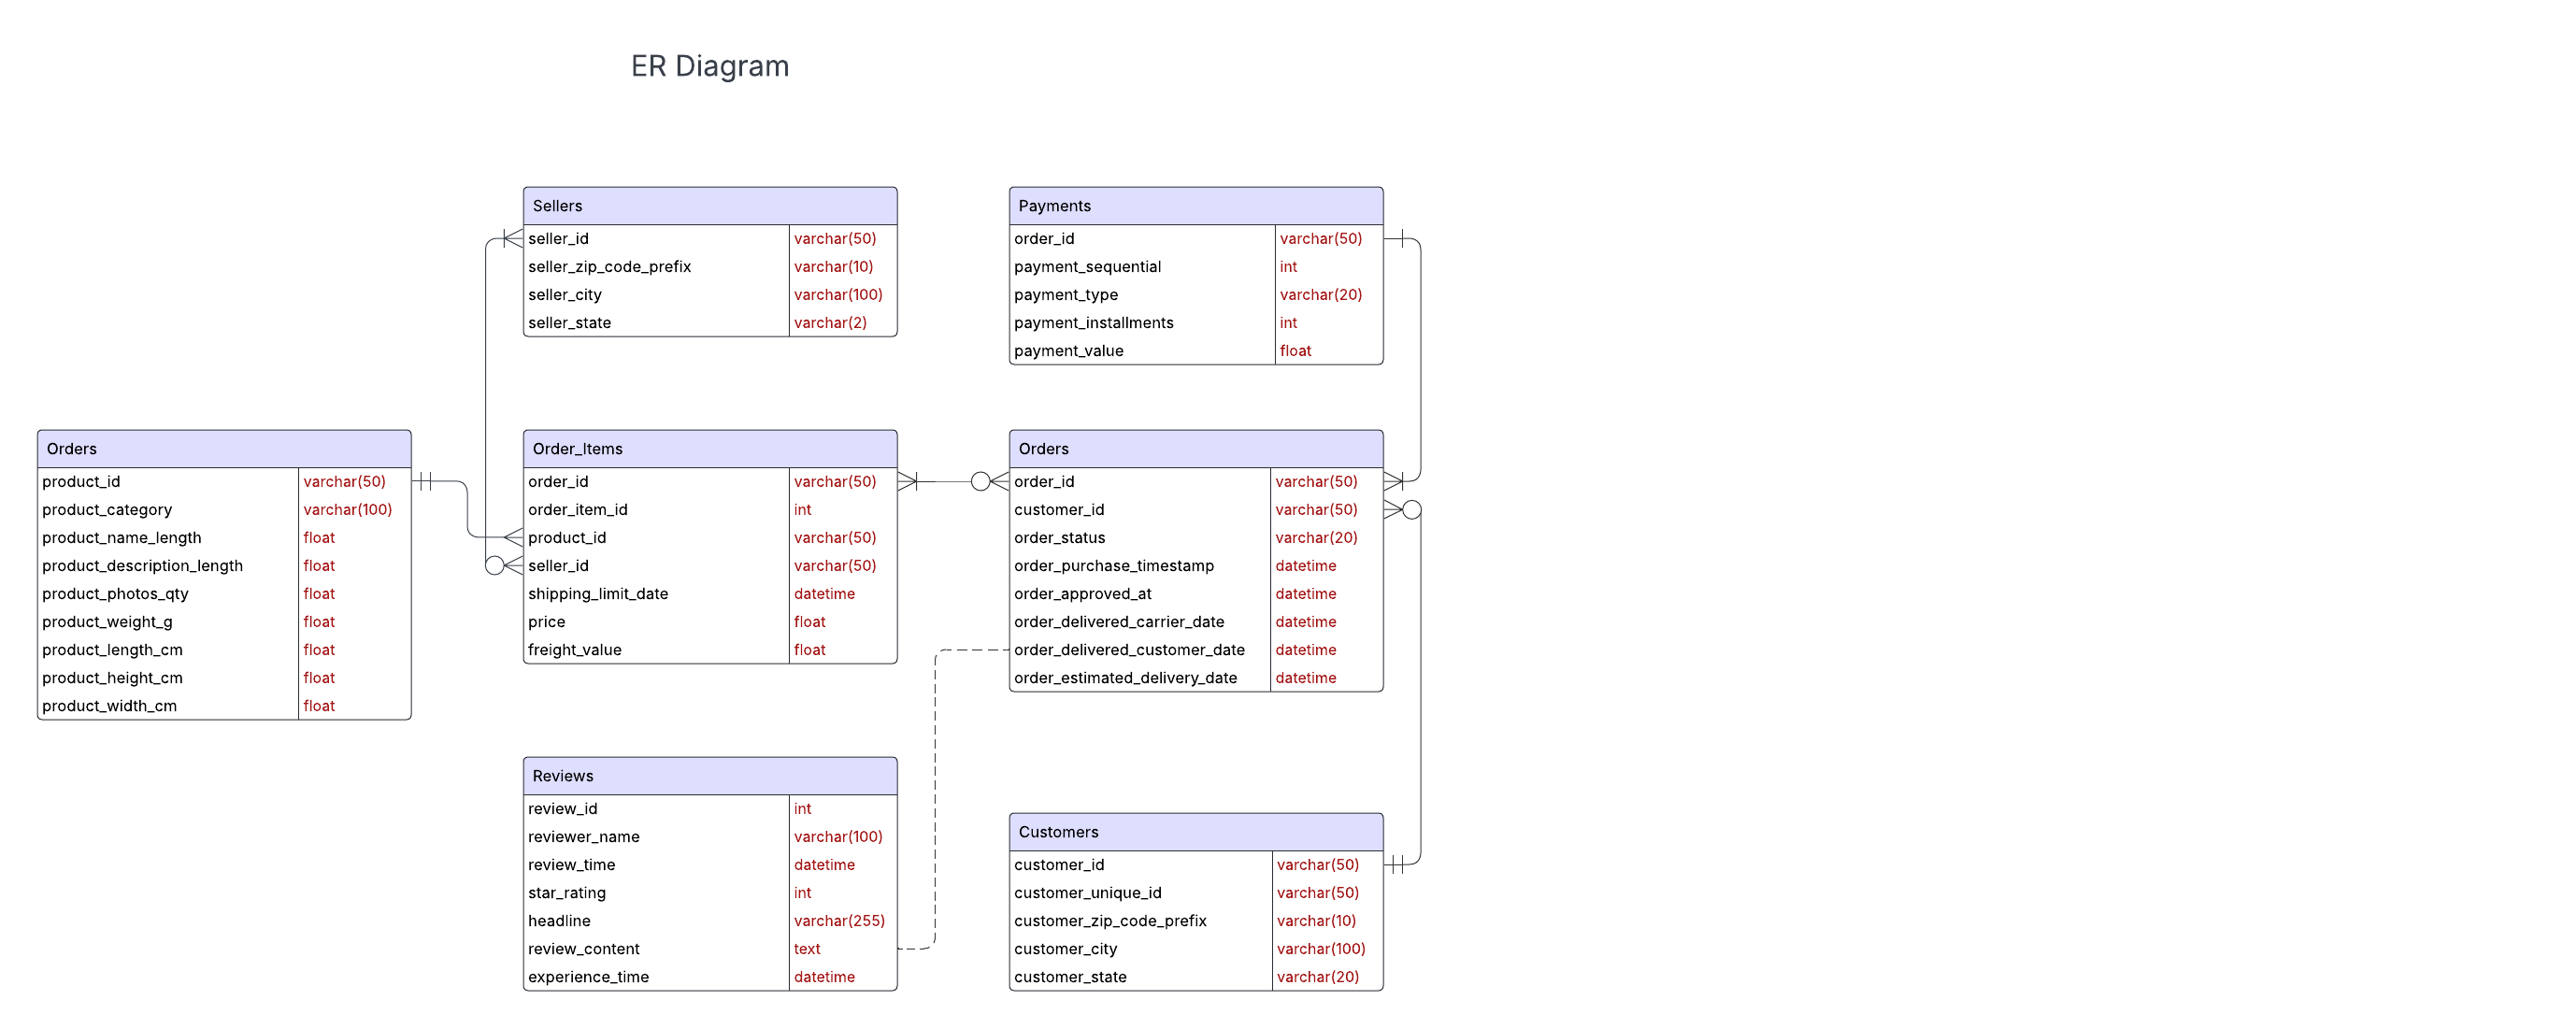 ER Diagram
Sellers
seller_id varchar(50)
seller_zip_code_prefix varchar(10)
seller_city varchar(100)
seller_state varchar(2)
Payments
order_id varchar(50)
payment_sequential int
payment_type varchar(20)
payment_installments int
payment_value float
Orders
product_id varchar(50)
product_category varchar(100)
product_name_length float
product_description_length float
product_photos_qty float
product_weight_g float
product_length_cm float
product_height_cm float
product_width_cm float
Order_Items
order_id varchar(50)
order_item_id int
product_id varchar(50)
seller_id varchar(50)
shipping_limit_date datetime
price float
freight_value float
Orders
order_id varchar(50)
customer_id varchar(50)
order_status varchar(20)
order_purchase_timestamp datetime
order_approved_at datetime
order_delivered_carrier_date datetime
order_delivered_customer_date datetime
order_estimated_delivery_date datetime
Reviews
review_id int
reviewer_name varchar(100)
review_time datetime
star_rating int
headline varchar(255)
review_content text
experience_time datetime
Customers
customer_id varchar(50)
customer_unique_id varchar(50)
customer_zip_code_prefix varchar(10)
customer_city varchar(100)
customer_state varchar(20)